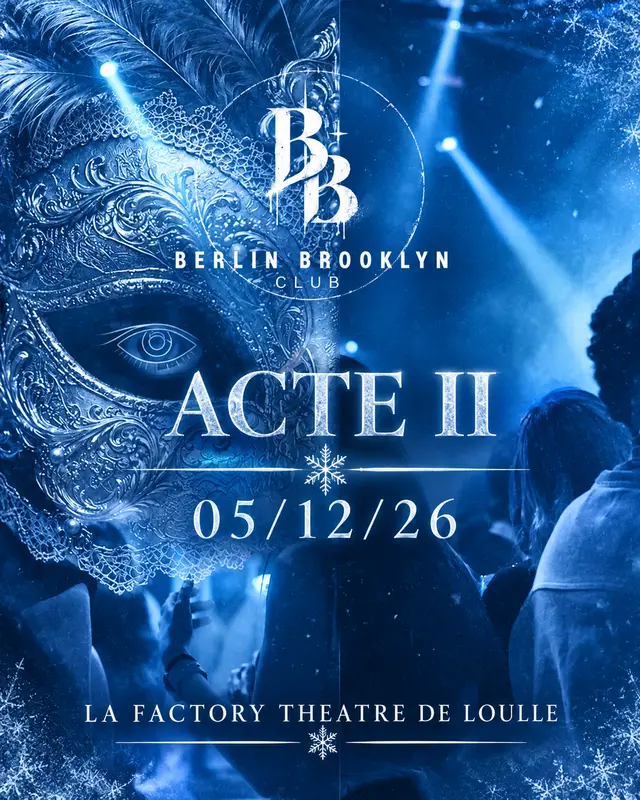 BB
BERLIN BROOKLYN
CLUB
ACTE II
05/12/26
LA FACTORY THEATRE DE LOULLE